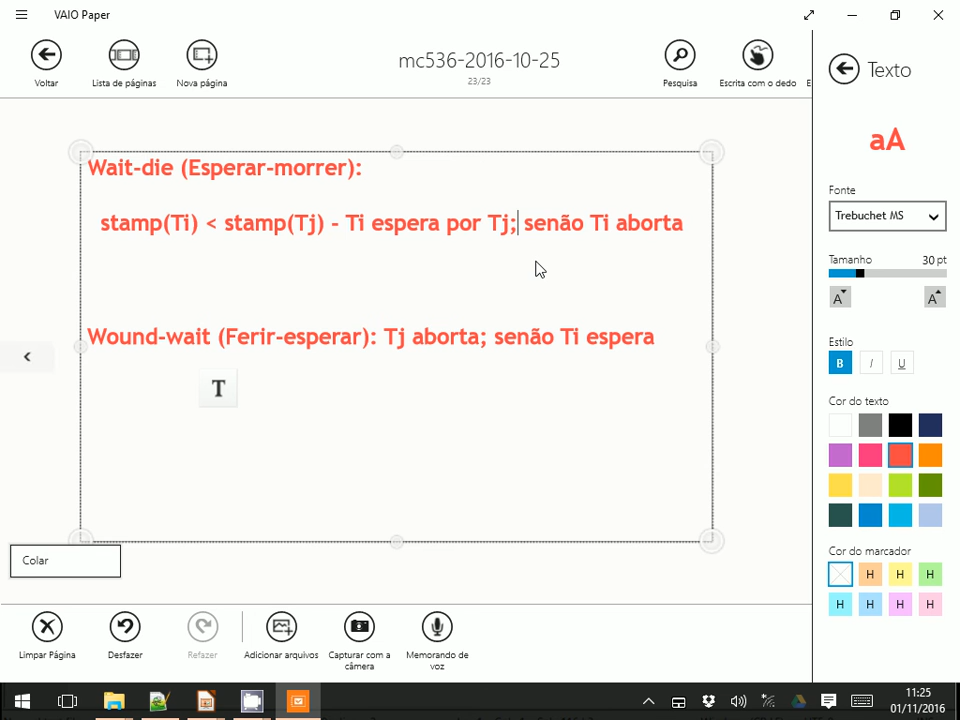 VAIO Paper
Voltar
Lista de páginas
Nova página
mc536-2016-10-25
23/23
Pesquisa
Escrita com o dedo
E
Texto
aA
Fonte
Trebuchet MS
Tamanho 30 pt
A A
Estilo
B I U
Cor do texto
Cor do marcador
H H H
H H H H
Wait-die (Esperar-morrer):
stamp(Ti) < stamp(Tj) - Ti espera por Tj; senão Ti aborta
Wound-wait (Ferir-esperar): Tj aborta; senão Ti espera
T
Colar
Limpar Página
Desfazer
Refazer
Adicionar arquivos
Capturar com a
câmera
Memorando de
voz
11:25
01/11/2016